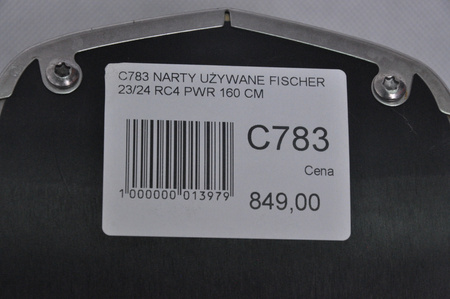 C783 NARTY UŻYWANE FISCHER
23/24 RC4 PWR 160 CM
C783
Cena
849,00
1 000000 013979